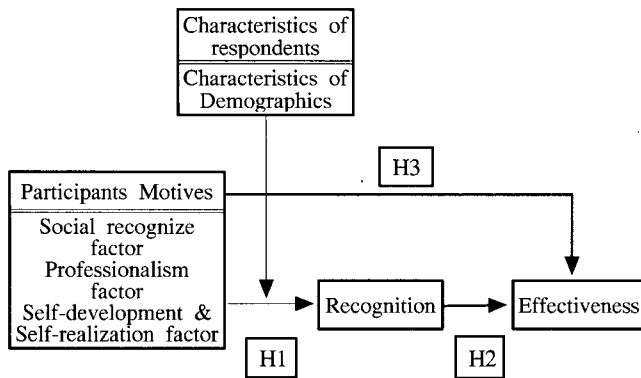 Characteristics of
respondents
Characteristics of
Demographics
H3
Participants Motives
Social recognize
factor
Professionalism
factor
Self-development &
Self-realization factor
Recognition
Effectiveness
H1
H2